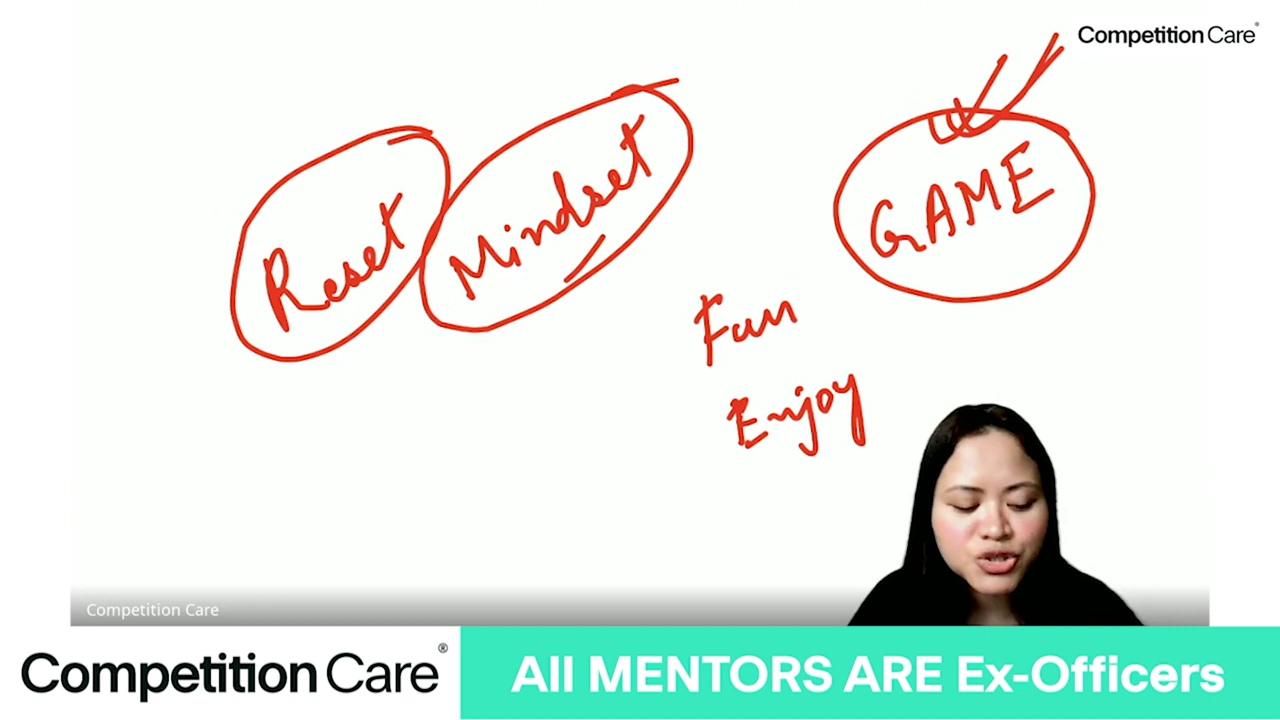 Competition Care®
Reset Mindset
GAME
Fun
Enjoy
Competition Care
Competition Care®
All MENTORS ARE Ex-Officers